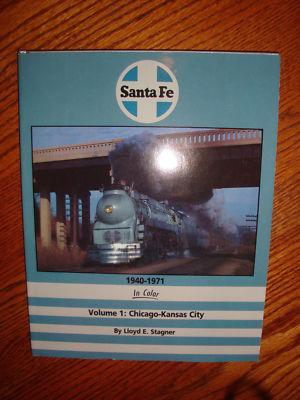 Santa Fe
1940-1971
In Color
Volume 1: Chicago-Kansas City
By Lloyd E. Stagner